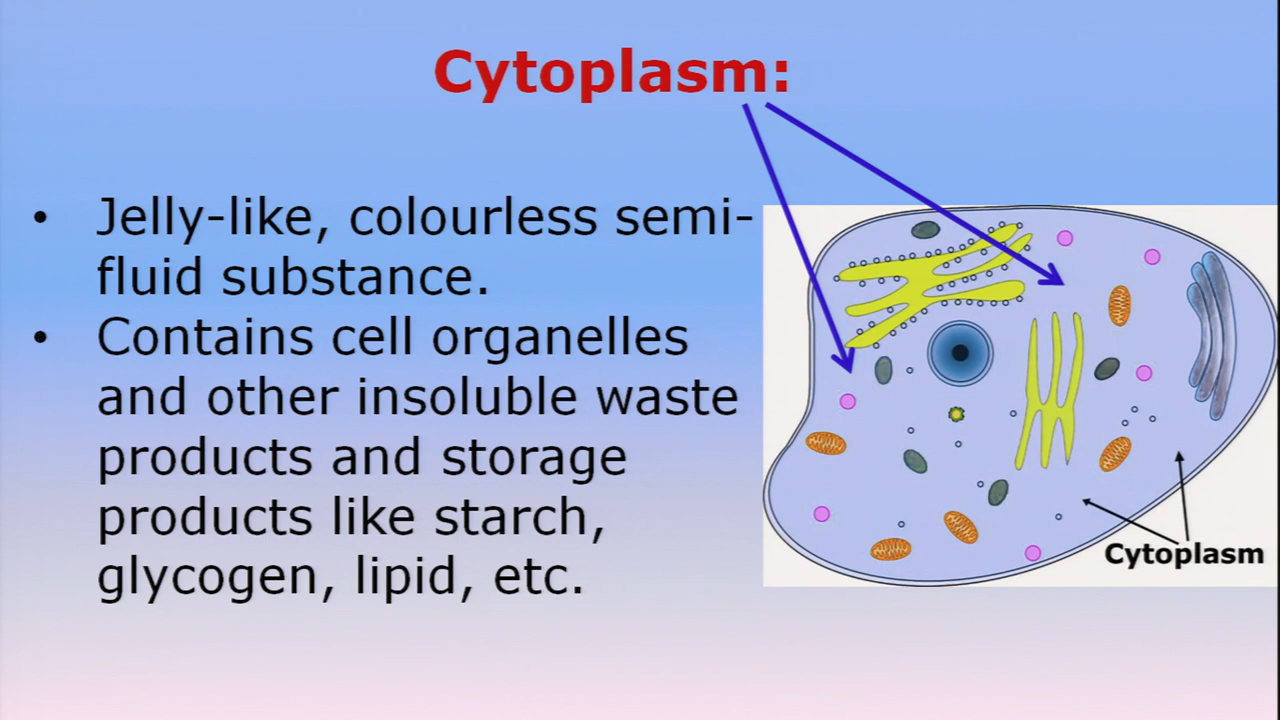 Cytoplasm:
• Jelly-like, colourless semi-
fluid substance.
• Contains cell organelles
and other insoluble waste
products and storage
products like starch,
glycogen, lipid, etc.
Cytoplasm